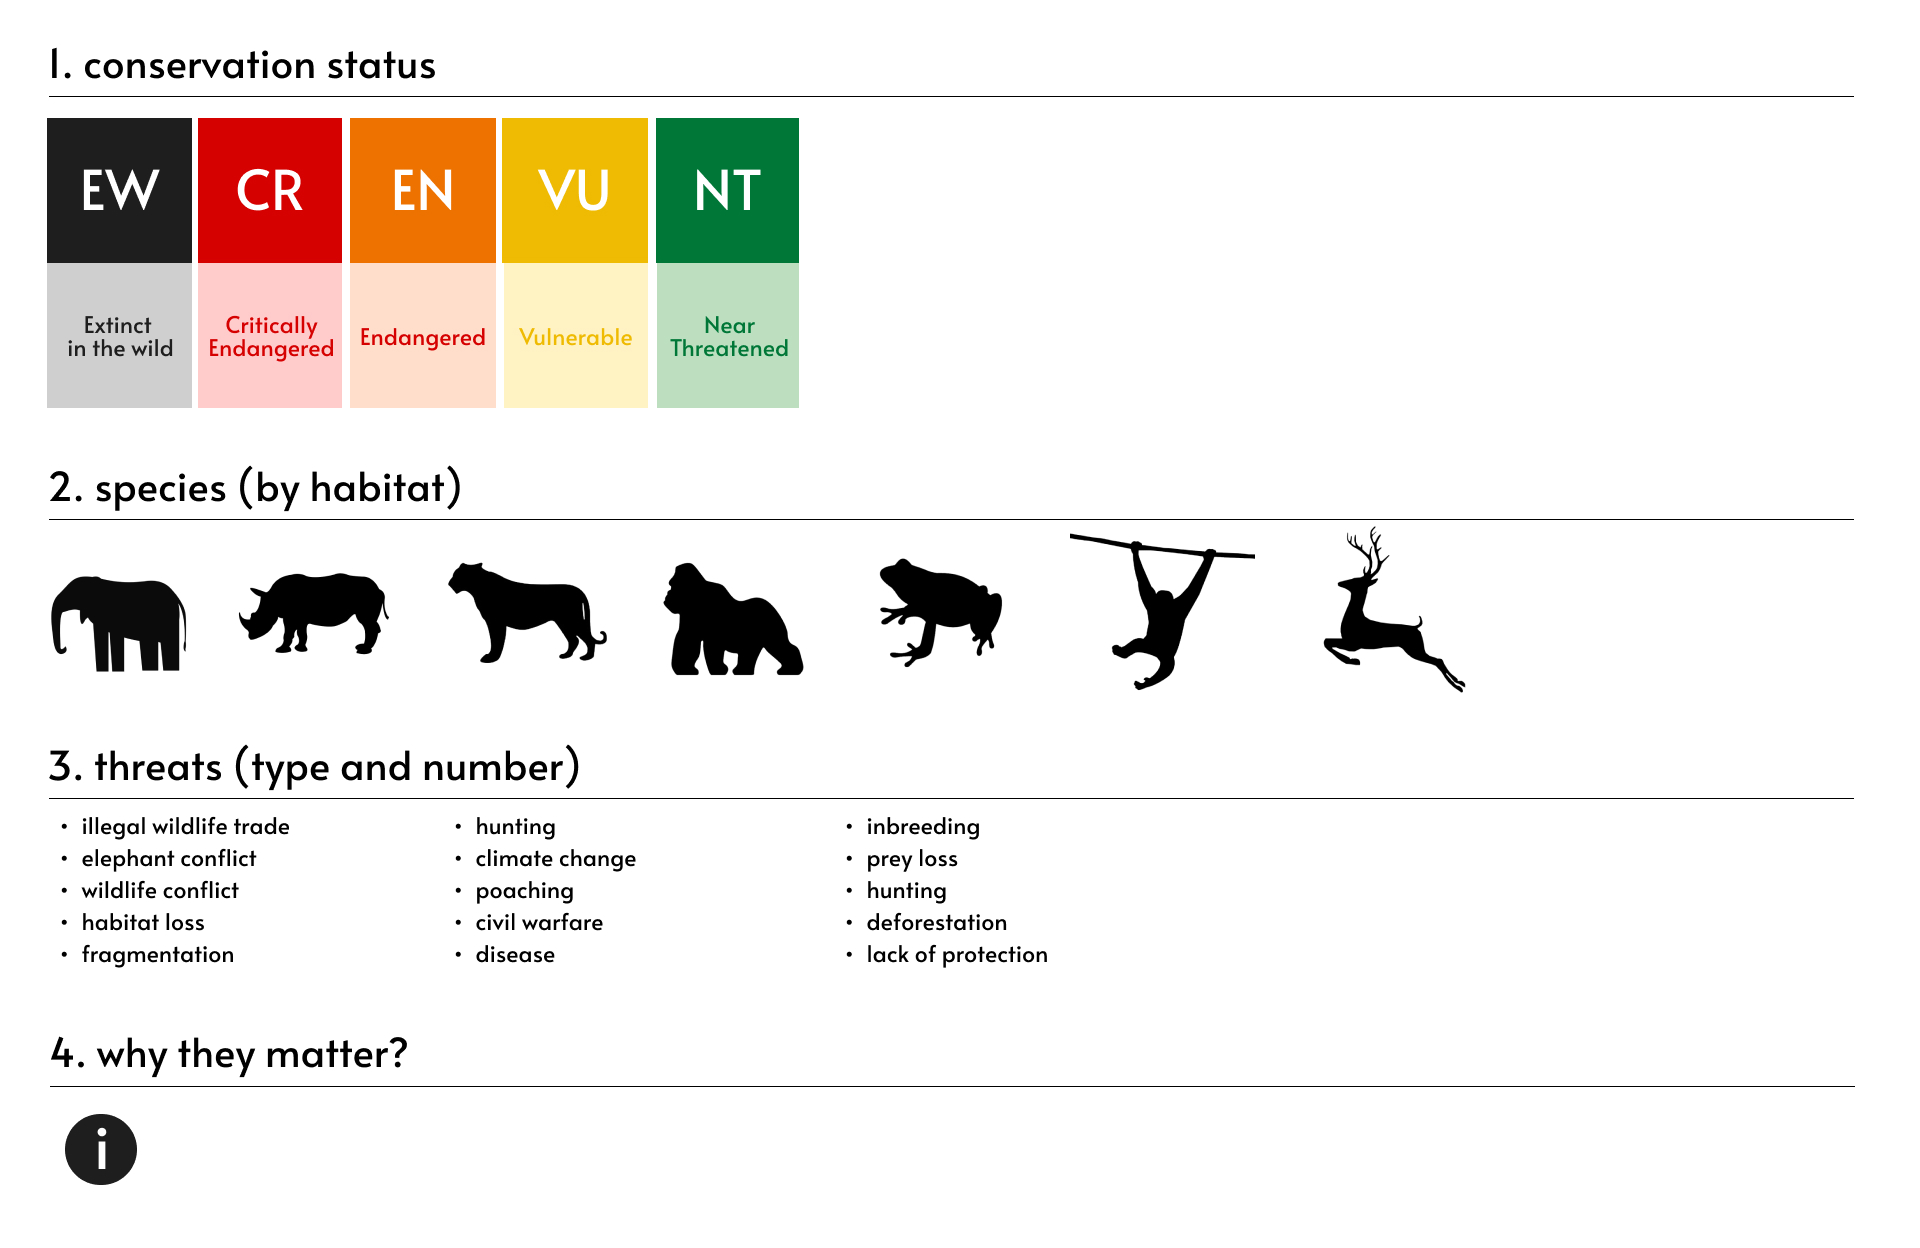 1. conservation status
EW
CR
EN
VU
NT
Extinct
in the wild
Critically
Endangered
Endangered
Vulnerable
Near
Threatened
2. species (by habitat)
3. threats (type and number)
• illegal wildlife trade
• elephant conflict
• wildlife conflict
• habitat loss
• fragmentation
• hunting
• climate change
• poaching
• civil warfare
• disease
• inbreeding
• prey loss
• hunting
• deforestation
• lack of protection
4. why they matter?
i